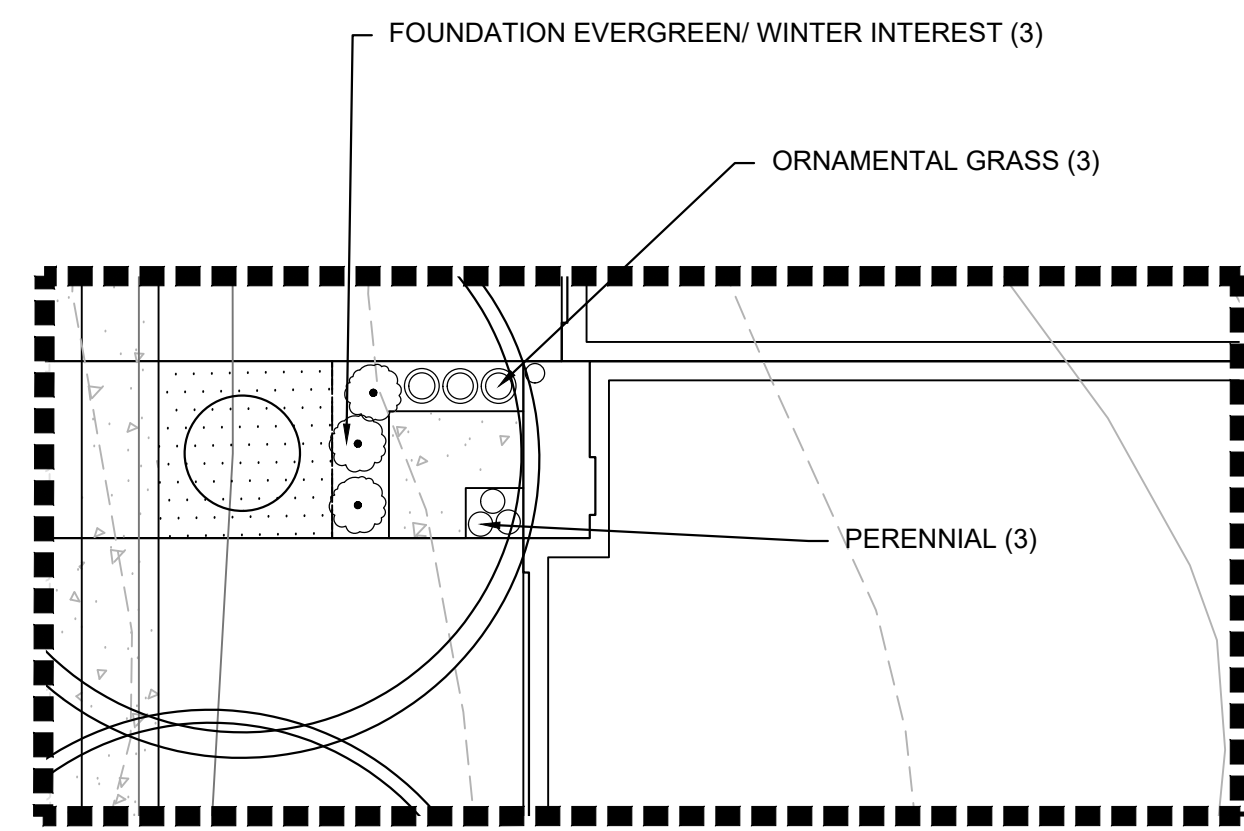 FOUNDATION EVERGREEN/ WINTER INTEREST (3)
ORNAMENTAL GRASS (3)
PERENNIAL (3)